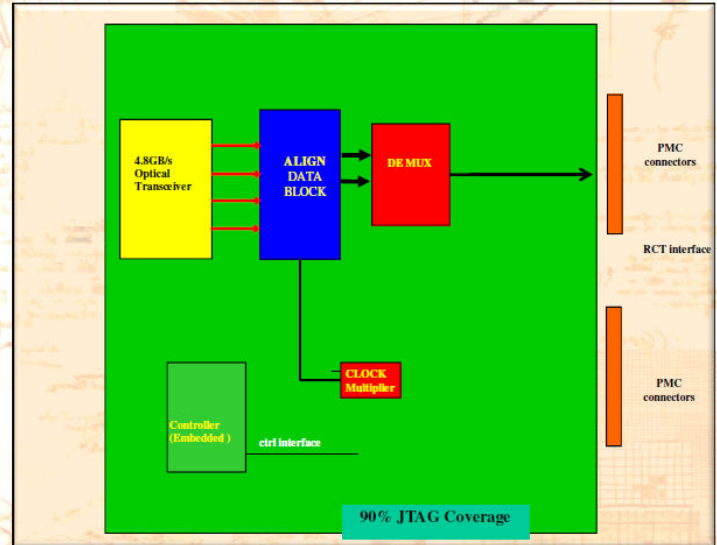 4.8GB/s
Optical
Transceiver
ALIGN
DATA
BLOCK
DE MUX
PMC
connectors
RCT interface
CLOCK
Multiplier
PMC
connectors
Controller
(Embedded )
ctrl interface
90% JTAG Coverage